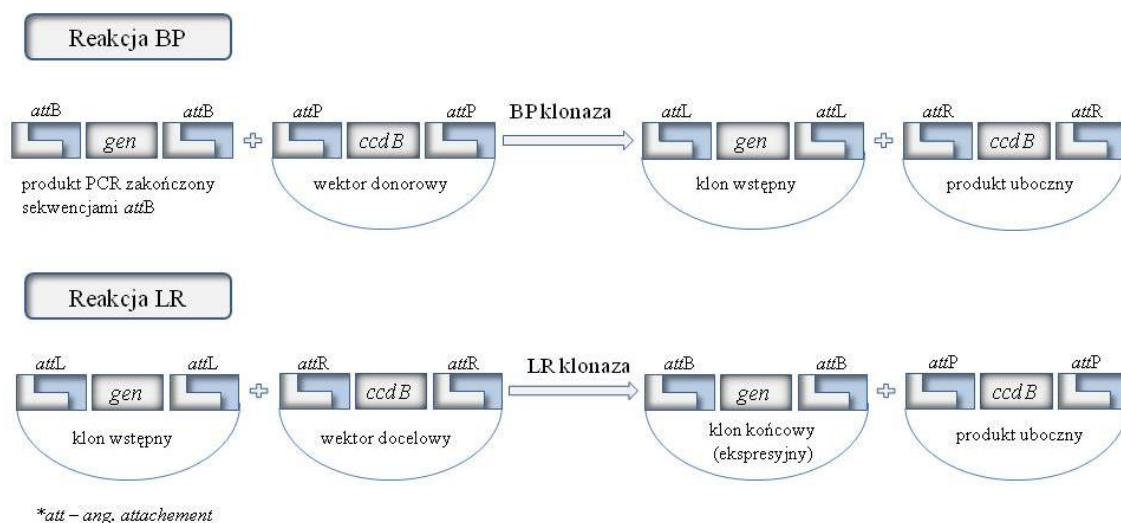 Reakcja BP
attB attB attP attP BP klonaza attL attL attR attR
gen + ccdB gen + ccdB
produkt PCR zakończony
sekwencjami attB
wektor donorowy klon wstępny produkt uboczny
Reakcja LR
attL attL attR attR LR klonaza attB attB attP attP
gen + ccdB gen + ccdB
klon wstępny wektor docelowy klon końcowy
(ekspresyjny)
produkt uboczny
*att – ang. attachement